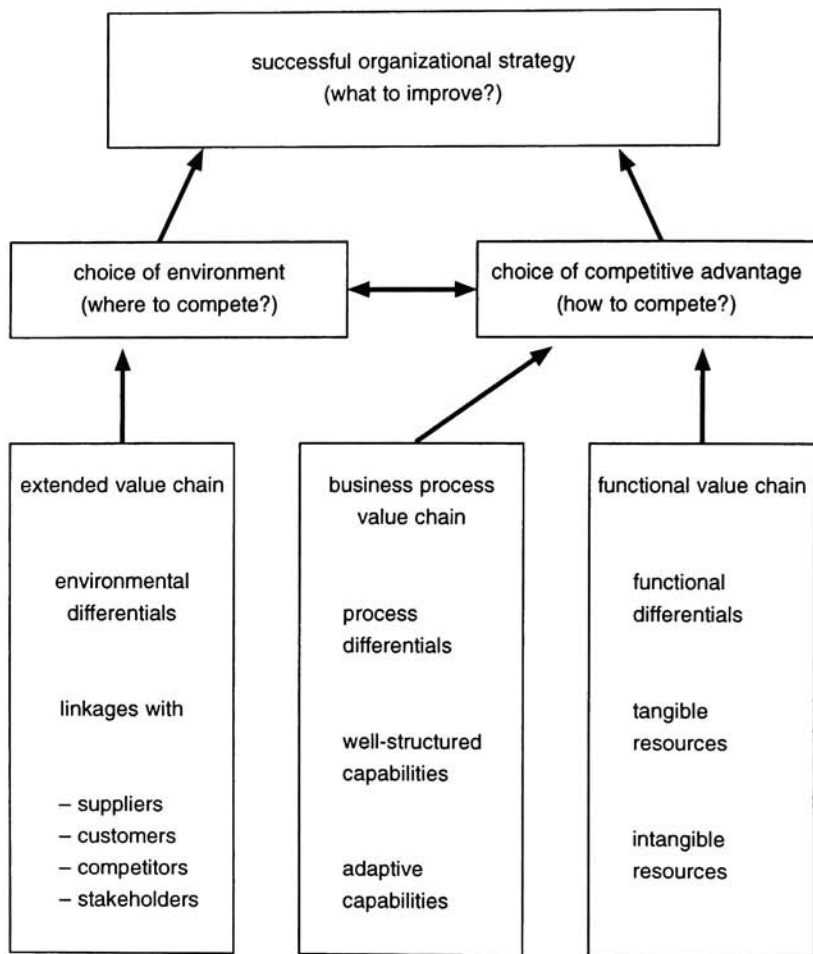 successful organizational strategy
(what to improve?)
choice of environment
(where to compete?)
choice of competitive advantage
(how to compete?)
extended value chain
environmental
differentials
linkages with
– suppliers
– customers
– competitors
– stakeholders
business process
value chain
process
differentials
well-structured
capabilities
adaptive
capabilities
functional value chain
functional
differentials
tangible
resources
intangible
resources